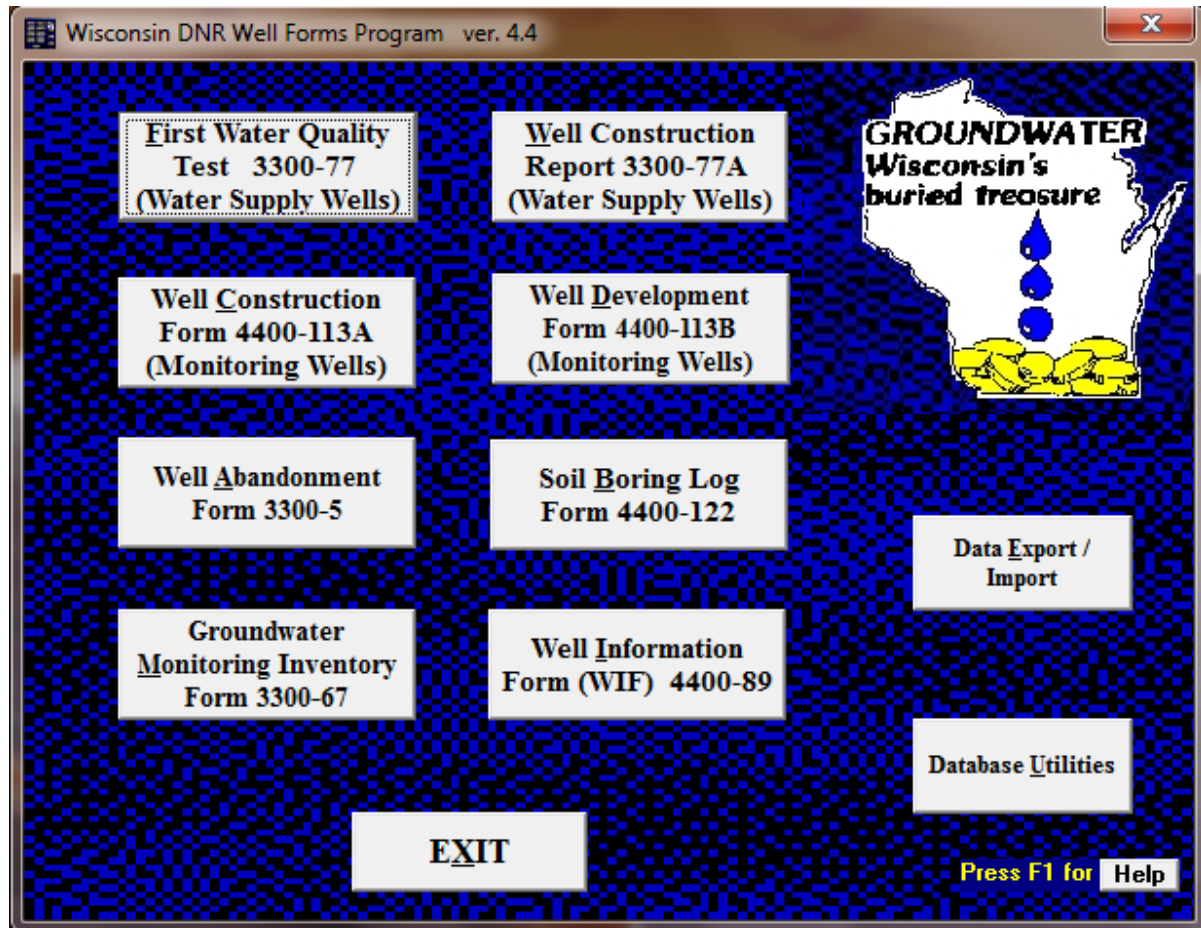 Wisconsin DNR Well Forms Program ver. 4.4
X
First Water Quality
Test 3300-77
(Water Supply Wells)
Well Construction
Report 3300-77A
(Water Supply Wells)
GROUNDWATER
Wisconsin's
buried treasure
Well Construction
Form 4400-113A
(Monitoring Wells)
Well Development
Form 4400-113B
(Monitoring Wells)
Well Abandonment
Form 3300-5
Soil Boring Log
Form 4400-122
Data Export /
Import
Groundwater
Monitoring Inventory
Form 3300-67
Well Information
Form (WIF) 4400-89
Database Utilities
EXIT
Press F1 for Help